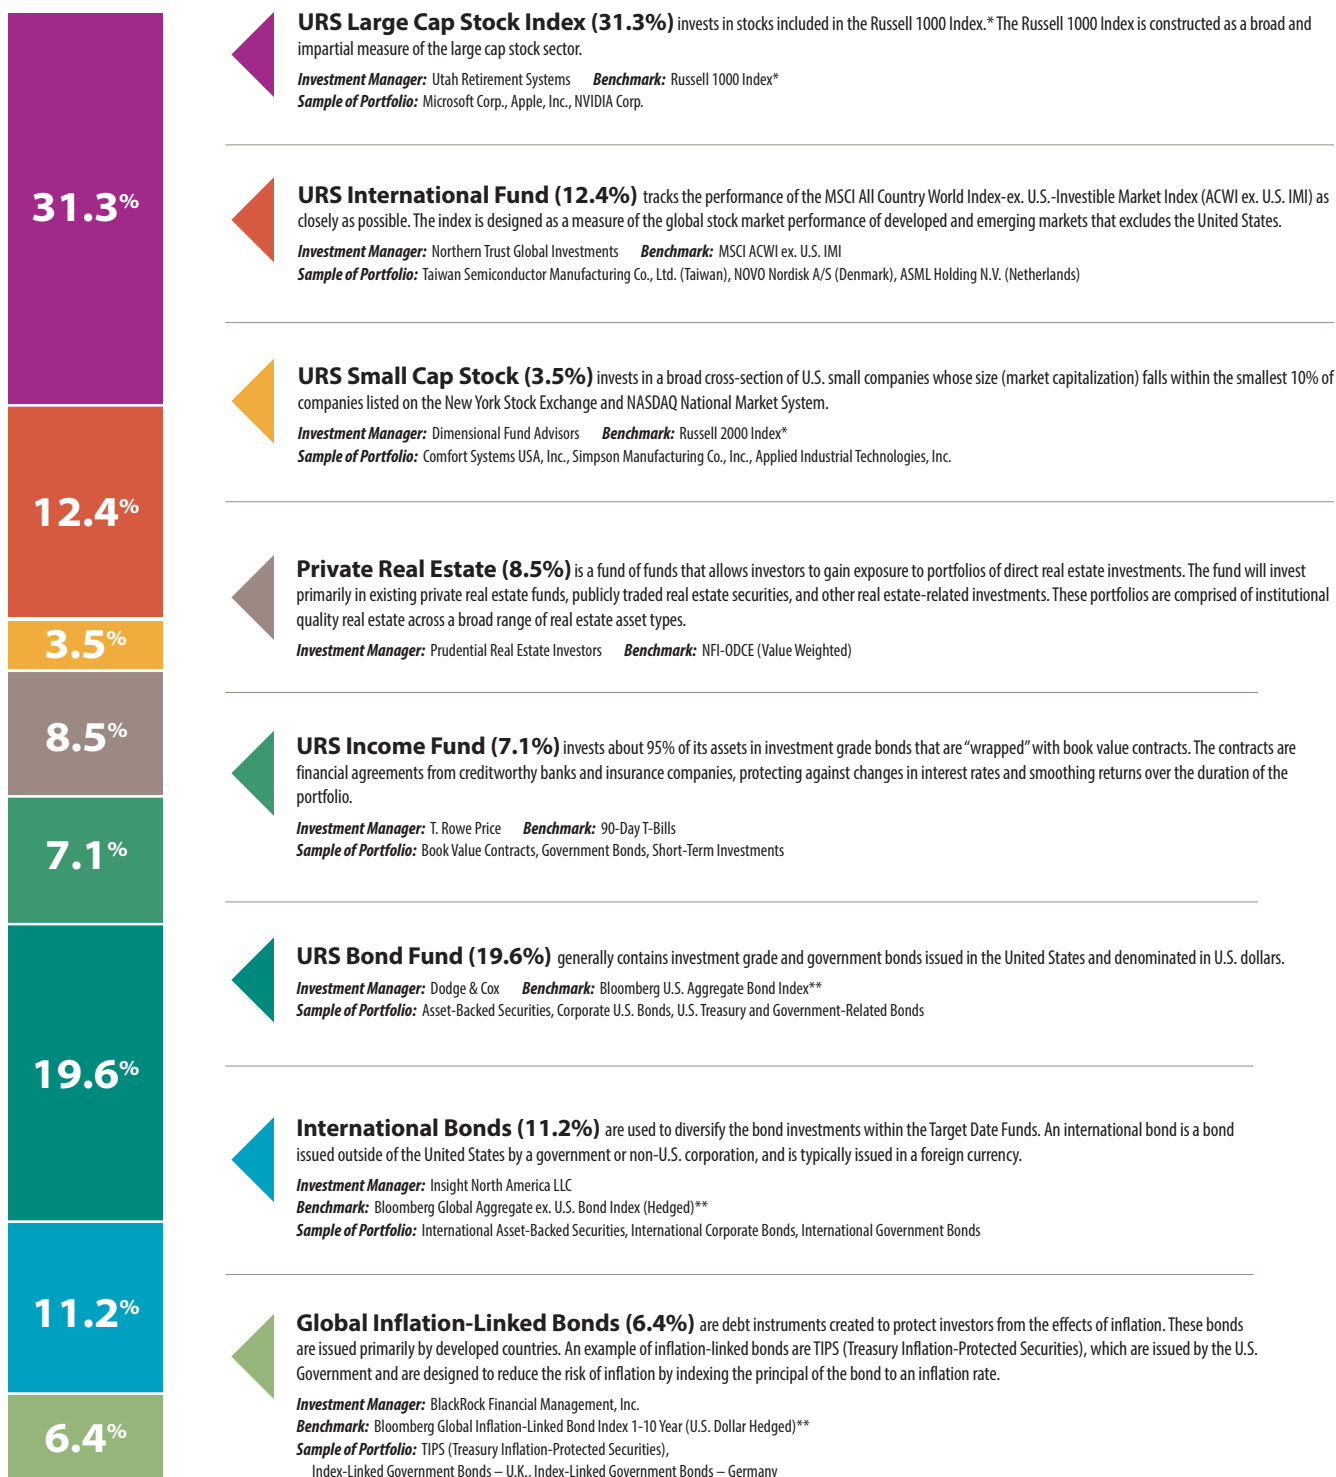 31.3%
12.4%
3.5%
8.5%
7.1%
19.6%
11.2%
6.4%
URS Large Cap Stock Index (31.3%) invests in stocks included in the Russell 1000 Index.* The Russell 1000 Index is constructed as a broad and
impartial measure of the large cap stock sector.
Investment Manager: Utah Retirement Systems Benchmark: Russell 1000 Index*
Sample of Portfolio: Microsoft Corp., Apple, Inc., NVIDIA Corp.
URS International Fund (12.4%) tracks the performance of the MSCI All Country World Index-ex. U.S.-Investible Market Index (ACWI ex. U.S. IMI) as
closely as possible. The index is designed as a measure of the global stock market performance of developed and emerging markets that excludes the United States.
Investment Manager: Northern Trust Global Investments Benchmark: MSCI ACWI ex. U.S. IMI
Sample of Portfolio: Taiwan Semiconductor Manufacturing Co., Ltd. (Taiwan), NOVO Nordisk A/S (Denmark), ASML Holding N.V. (Netherlands)
URS Small Cap Stock (3.5%) invests in a broad cross-section of U.S. small companies whose size (market capitalization) falls within the smallest 10% of
companies listed on the New York Stock Exchange and NASDAQ National Market System.
Investment Manager: Dimensional Fund Advisors Benchmark: Russell 2000 Index*
Sample of Portfolio: Comfort Systems USA, Inc., Simpson Manufacturing Co., Inc., Applied Industrial Technologies, Inc.
Private Real Estate (8.5%) is a fund of funds that allows investors to gain exposure to portfolios of direct real estate investments. The fund will invest
primarily in existing private real estate funds, publicly traded real estate securities, and other real estate-related investments. These portfolios are comprised of institutional
quality real estate across a broad range of real estate asset types.
Investment Manager: Prudential Real Estate Investors Benchmark: NFI-ODCE (Value Weighted)
URS Income Fund (7.1%) invests about 95% of its assets in investment grade bonds that are “wrapped” with book value contracts. The contracts are
financial agreements from creditworthy banks and insurance companies, protecting against changes in interest rates and smoothing returns over the duration of the
portfolio.
Investment Manager: T. Rowe Price Benchmark: 90-Day T-Bills
Sample of Portfolio: Book Value Contracts, Government Bonds, Short-Term Investments
URS Bond Fund (19.6%) generally contains investment grade and government bonds issued in the United States and denominated in U.S. dollars.
Investment Manager: Dodge & Cox Benchmark: Bloomberg U.S. Aggregate Bond Index**
Sample of Portfolio: Asset-Backed Securities, Corporate U.S. Bonds, U.S. Treasury and Government-Related Bonds
International Bonds (11.2%) are used to diversify the bond investments within the Target Date Funds. An international bond is a bond
issued outside of the United States by a government or non-U.S. corporation, and is typically issued in a foreign currency.
Investment Manager: Insight North America LLC
Benchmark: Bloomberg Global Aggregate ex. U.S. Bond Index (Hedged)**
Sample of Portfolio: International Asset-Backed Securities, International Corporate Bonds, International Government Bonds
Global Inflation-Linked Bonds (6.4%) are debt instruments created to protect investors from the effects of inflation. These bonds
are issued primarily by developed countries. An example of inflation-linked bonds are TIPS (Treasury Inflation-Protected Securities), which are issued by the U.S.
Government and are designed to reduce the risk of inflation by indexing the principal of the bond to an inflation rate.
Investment Manager: BlackRock Financial Management, Inc.
Benchmark: Bloomberg Global Inflation-Linked Bond Index 1-10 Year (U.S. Dollar Hedged)**
Sample of Portfolio: TIPS (Treasury Inflation-Protected Securities),
Index-Linked Government Bonds – U.K., Index-Linked Government Bonds – Germany